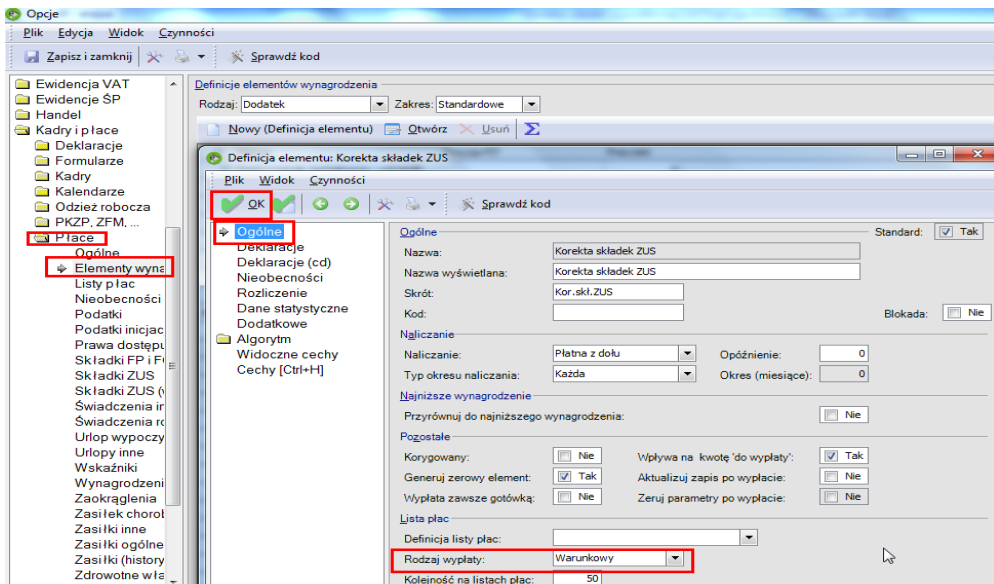 Opcje
Plik Edycja Widok Czynności
Zapisz i zamknij Sprawdź kod
Ewidencja VAT
Ewidencje ŚP
Handel
Kadry i płace
Deklaracje
Formularze
Kadry
Kalendarze
Odzież robocza
PKZP, ZFM, ...
Płace
Ogólne
Elementy wyna
Listy płac
Nieobecności
Podatki
Podatki inicjac
Prawa dostępu
Składki FP i F
Składki ZUS
Składki ZUS (
Świadczenia
Świadczenia
Urlop wypoczy
Urlopy inne
Wskaźniki
Wynagrodzeni
Zaokrąglenia
Zasiłek chorob
Zasiłki inne
Zasiłki ogólne
Zasiłki (history
Zdrowotne wła
Definicje elementów wynagrodzenia
Rodzaj: Dodatek Zakres: Standardowe
Nowy (Definicja elementu) Otwórz Usuń Σ
Definicja elementu: Korekta składek ZUS
Plik Widok Czynności
OK Sprawdź kod
Ogólne
Deklaracje
Deklaracje (cd)
Nieobecności
Rozliczenie
Dane statystyczne
Dodatkowe
Algorytm
Widoczne cechy
Cechy [Ctrl+H]
Ogólne Standard: Tak
Nazwa: Korekta składek ZUS
Nazwa wyświetlana: Korekta składek ZUS
Skrót: Kor.skł.ZUS
Kod: Blokada: Nie
Naliczanie
Naliczanie: Płatna z dołu Opóźnienie: 0
Typ okresu naliczania: Każda Okres (miesiące): 0
Najniższe wynagrodzenie
Przyrównuj do najniższego wynagrodzenia: Nie
Pozostałe
Korygowany: Nie Wpływa na kwotę 'do wypłaty': Tak
Generuj zerowy element: Tak Aktualizuj zapis po wypłacie: Nie
Wypłata zawsze gotówką: Nie Zeruj parametry po wypłacie: Nie
Lista płac
Definicja listy płac:
Rodzaj wypłaty: Warunkowy
Kolejność na listach płac: 50